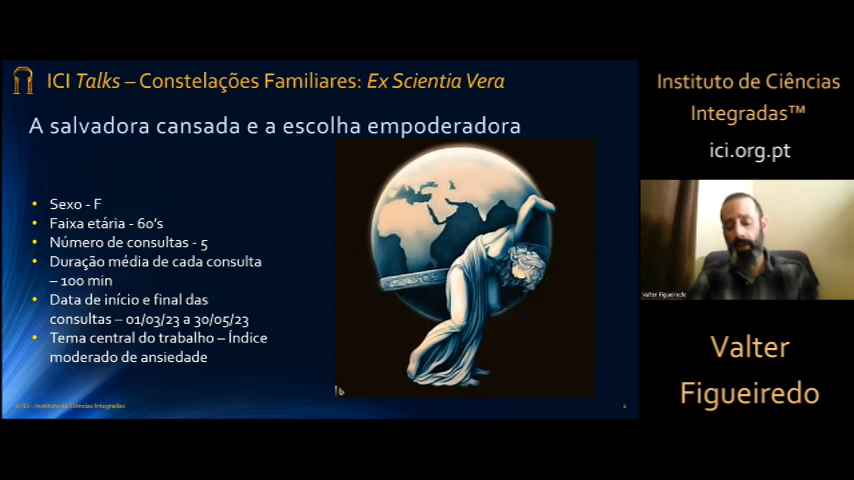 ICI Talks – Constelações Familiares: Ex Scientia Vera
A salvadora cansada e a escolha empoderadora
• Sexo - F
• Faixa etária - 60's
• Número de consultas - 5
• Duração média de cada consulta
– 100 min
• Data de início e final das
consultas – 01/03/23 a 30/05/23
• Tema central do trabalho – Índice
moderado de ansiedade
© ICI - Instituto de Ciências Integradas
Instituto de Ciências
Integradas™
ici.org.pt
Valter Figueiredo
Valter
Figueiredo